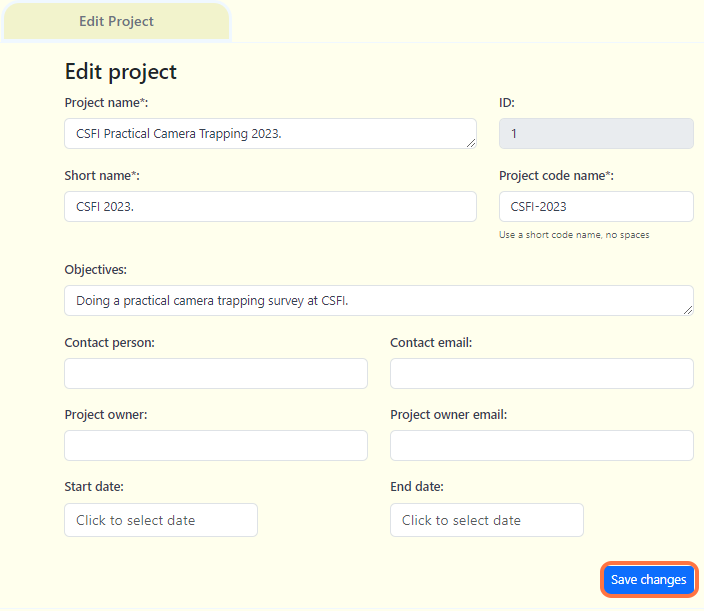 Edit Project
Edit project
Project name*:
ID:
CSFI Practical Camera Trapping 2023.
1
Short name*:
Project code name*:
CSFI 2023.
CSFI-2023
Use a short code name, no spaces
Objectives:
Doing a practical camera trapping survey at CSFI.
Contact person:
Contact email:
Project owner:
Project owner email:
Start date:
End date:
Click to select date
Click to select date
Save changes